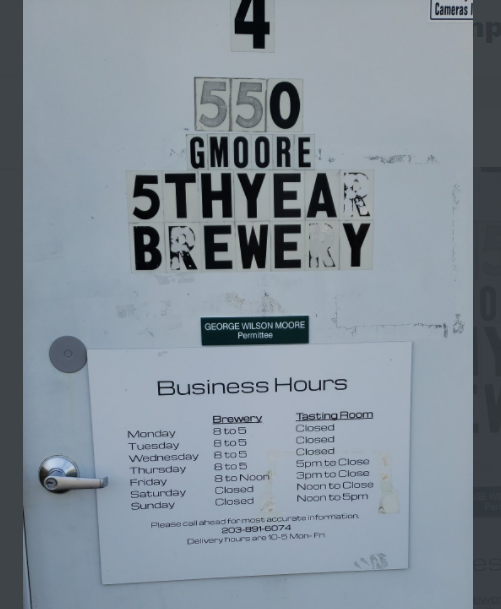 Cameras
4
550
GMOORE
5THYEAR
BREWERY
GEORGE WILSON MOORE
Permittee
Business Hours
Brewery Tasting Room
Monday 8 to 5 Closed
Tuesday 8 to 5 Closed
Wednesday 8 to 5 Closed
Thursday 8 to 5 5pm to Close
Friday 8 to Noon 3pm to Close
Saturday Closed Noon to Close
Sunday Closed Noon to 5pm
Please call ahead for most accurate information.
203-891-6074
Delivery hours are 10-5 Mon- Fri